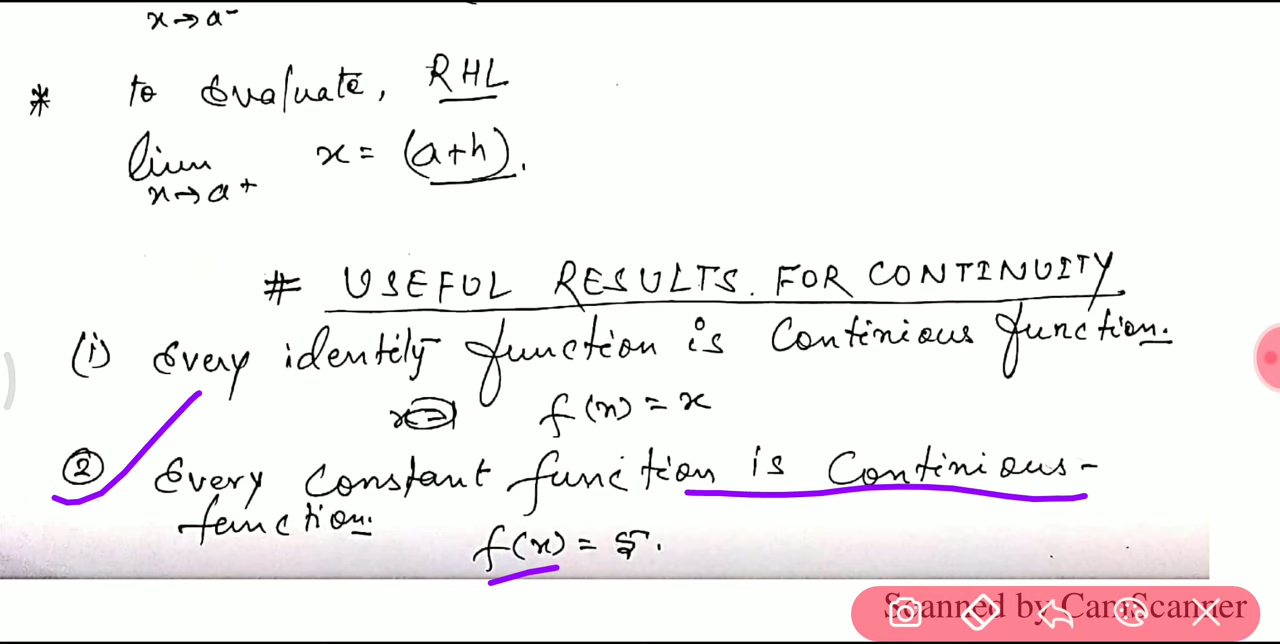 x→a⁻
* to evaluate, RHL
lim x = (a+h).
x→a+
# USEFUL RESULTS. FOR CONTINUITY
(i) Every identity function is Continious function.
f(x) = x
② Every constant function is Continious-
function.
f(x) = 5.
Scanned by CamScanner